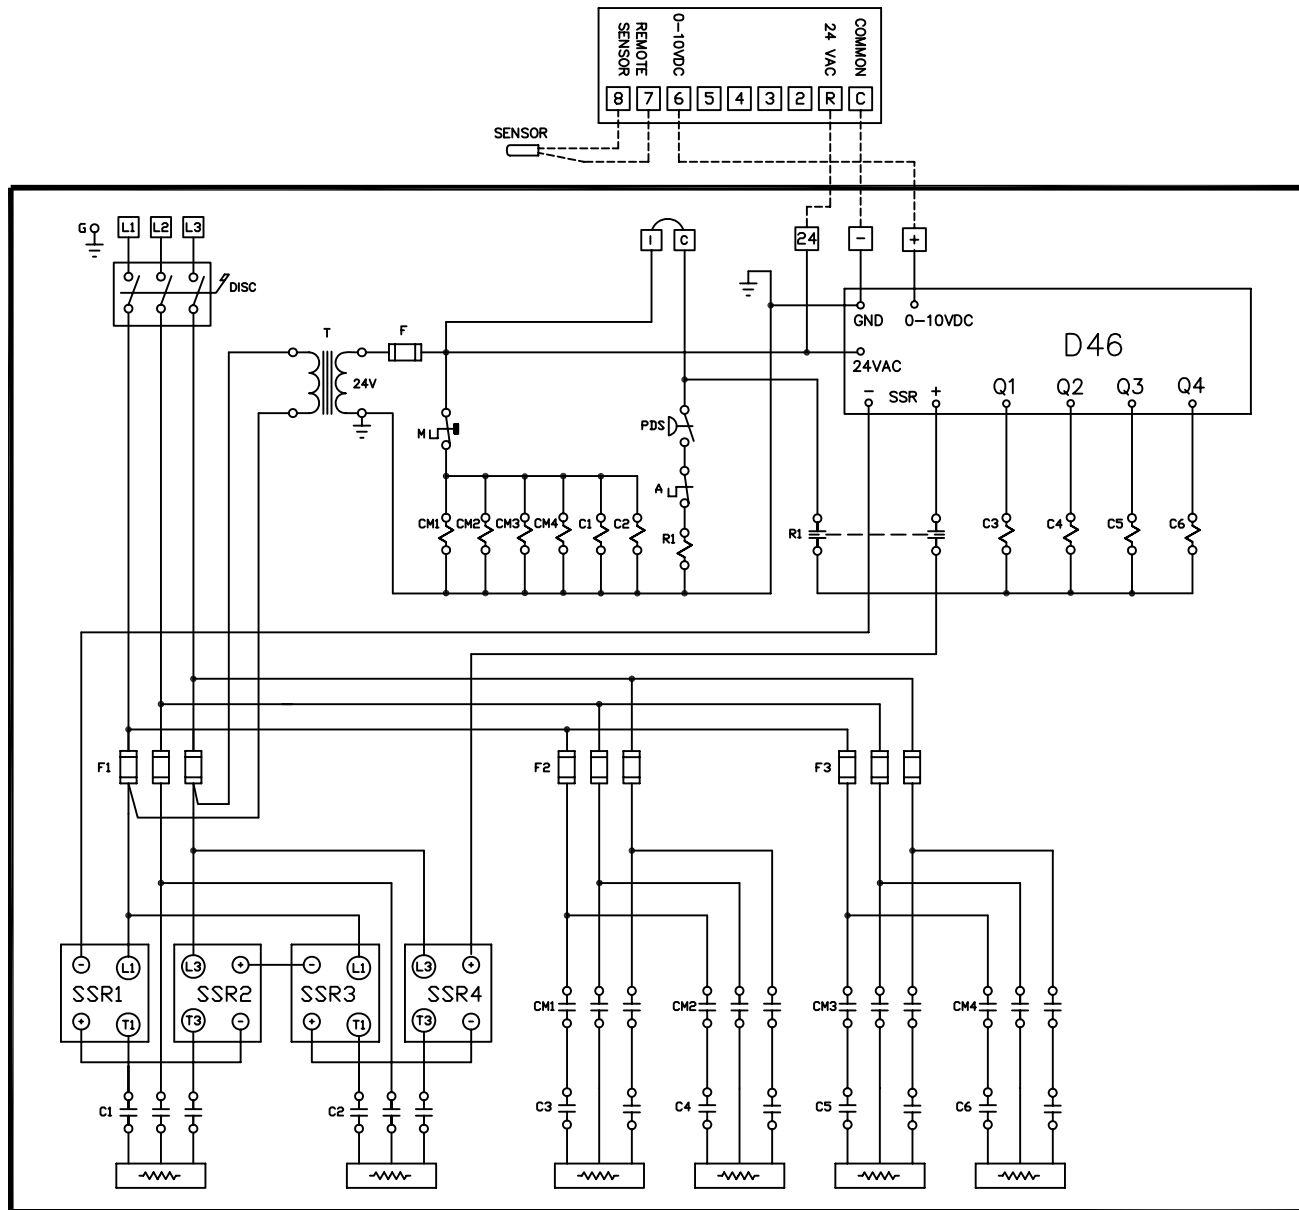 SENSOR
REMOTE
0-10VDC
24 VAC
COMMON
8 7 6 5 4 3 2 R C
SENSOR
G L1 L2 L3
DISC
I C
24 - +
GND 0-10VDC
D46
24VAC
- SSR +
Q1 Q2 Q3 Q4
T
24V
F
M
PDS
A
CM1 CM2 CM3 CM4 C1 C2
R1
R1
C3 C4 C5 C6
F1 F2 F3
- L1
SSR1
+ T1
L3 +
SSR2
T3 -
- L1
SSR3
+ T1
L3 +
SSR4
T3 -
CM1 CM2 CM3 CM4
C1 C2 C3 C4 C5 C6